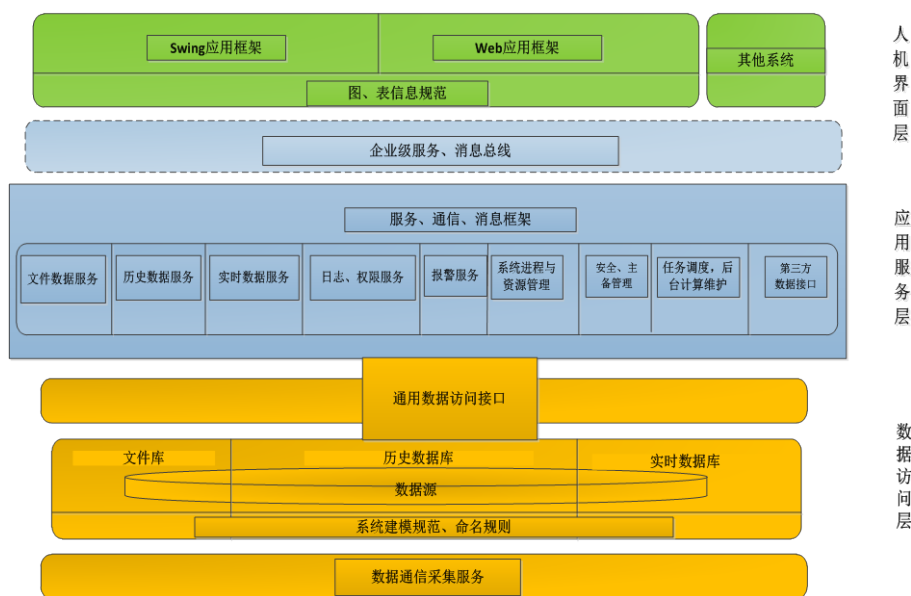 Swing应用框架
Web应用框架
其他系统
图、表信息规范
人
机
界
面
层
企业级服务、消息总线
服务、通信、消息框架
文件数据服务
历史数据服务
实时数据服务
日志、权限服务
报警服务
系统进程与
资源管理
安全、主
备管理
任务调度，后
台计算维护
第三方
数据接口
应
用
服
务
层
通用数据访问接口
文件库
历史数据库
实时数据库
数据源
系统建模规范、命名规则
数据通信采集服务
数
据
访
问
层